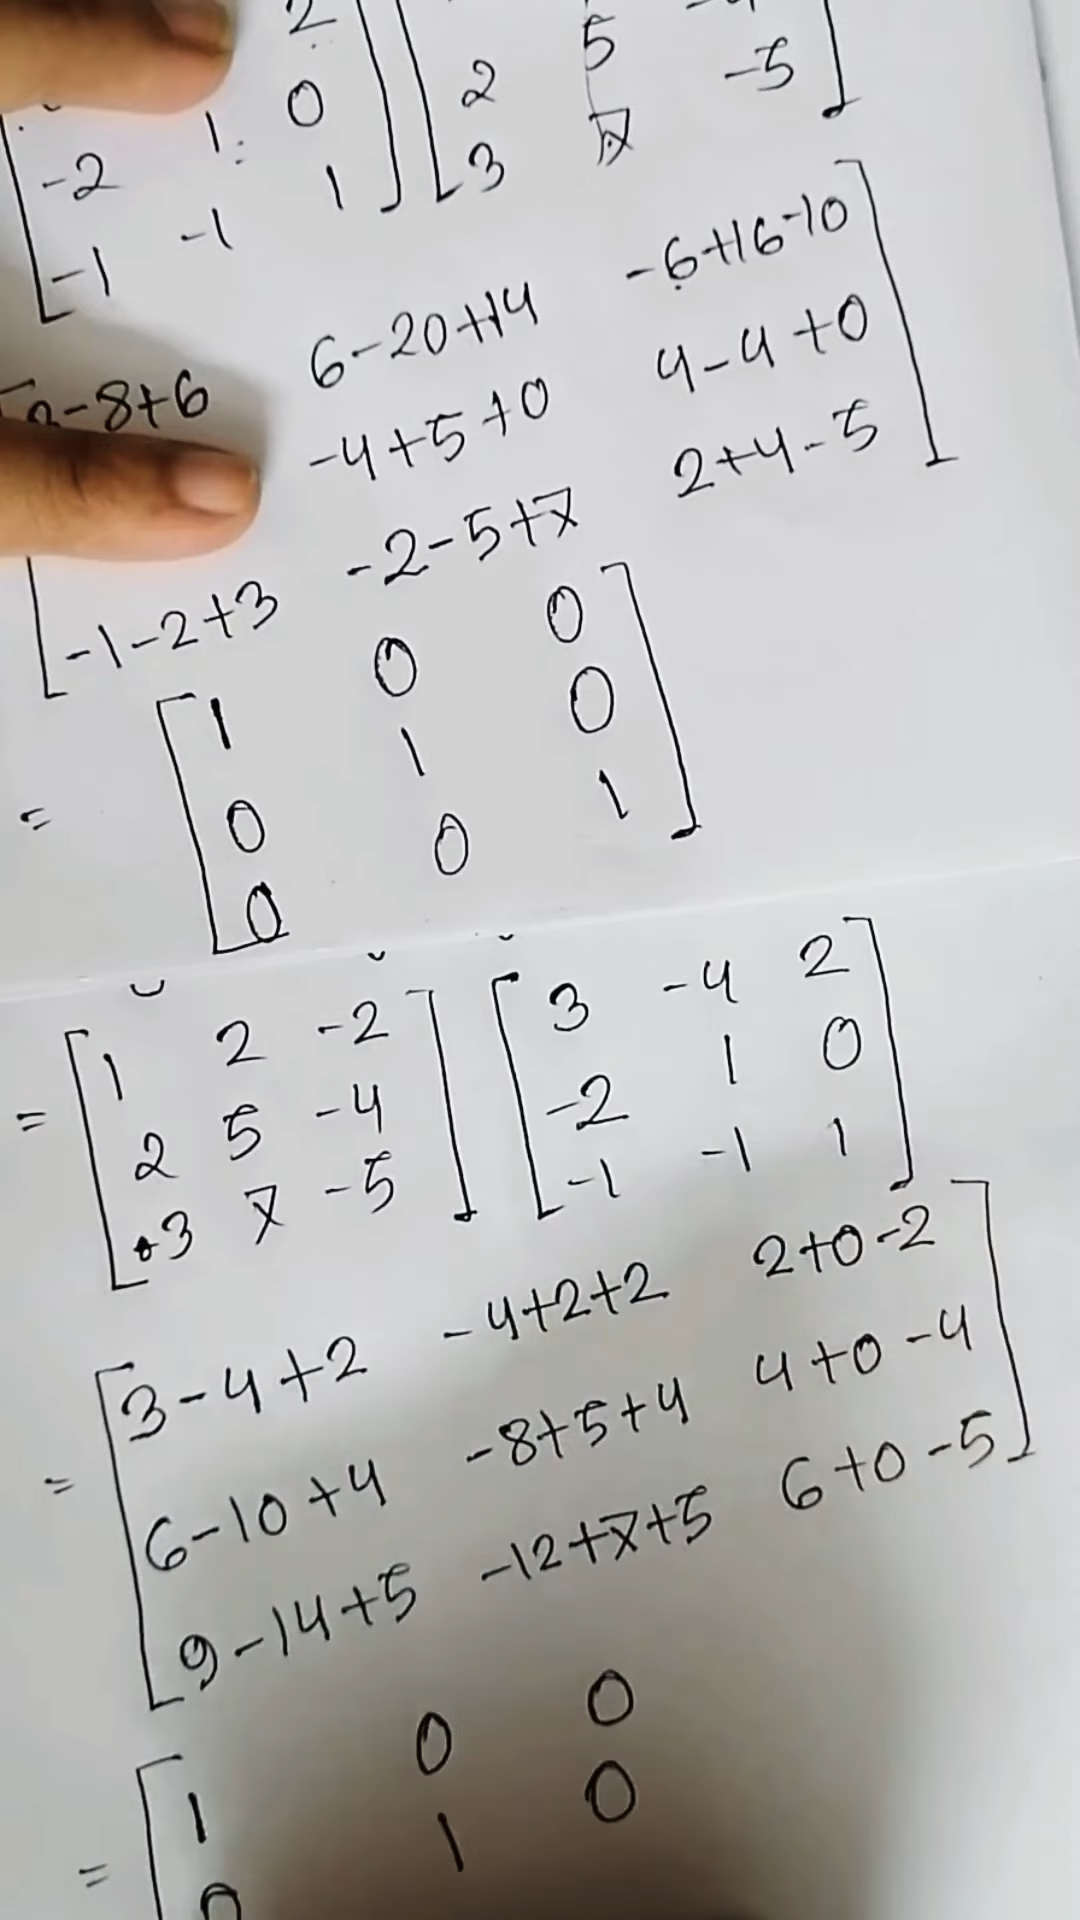 2
-2 1 0 2 5 -5
-1 -1 1 3 7
-8+6 6-20+14 -6+16-10
-4+5+0 4-4+0
-1-2+3 -2-5+7 2+4-5
= [1 0 0
0 1 0
0 0 1]
= [1 2 -2] [3 -4 2]
[2 5 -4] [-2 1 0]
[3 7 -5] [-1 -1 1]
= [3-4+2 -4+2+2 2+0-2
6-10+4 -8+5+4 4+0-4
9-14+5 -12+7+5 6+0-5]
= [1 0 0
0 1 0